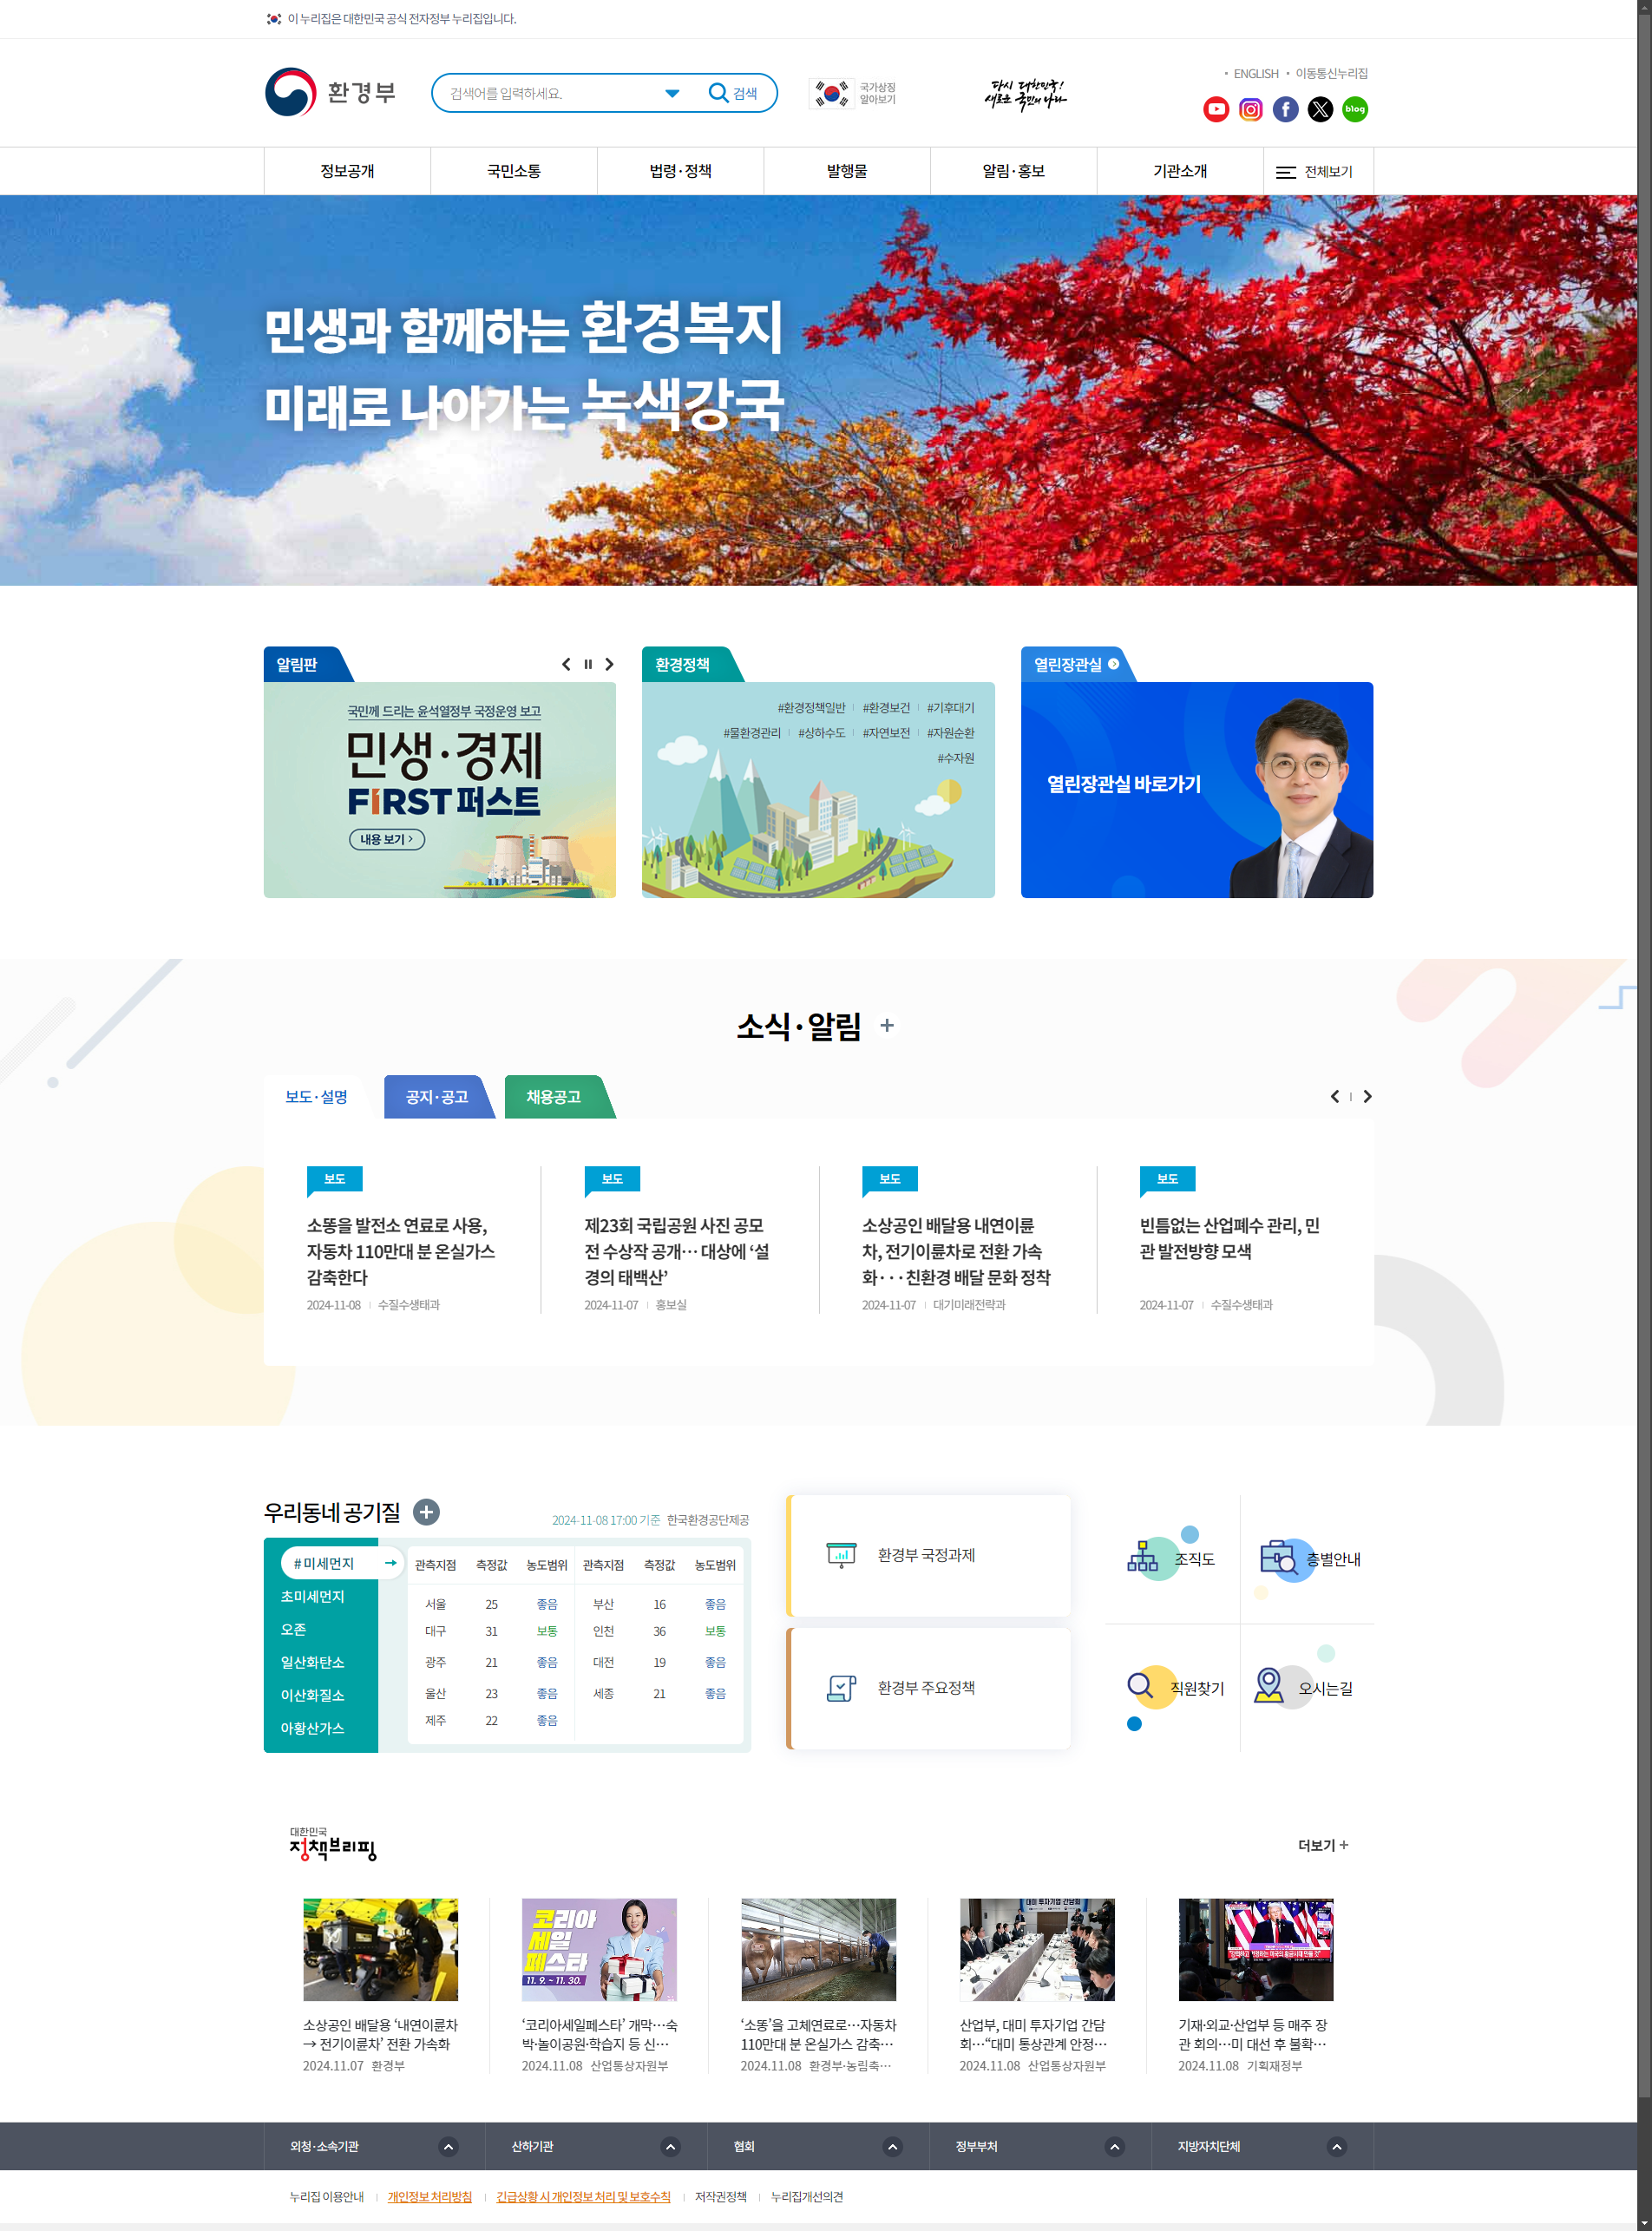 이 누리집은 대한민국 공식 전자정부 누리집입니다.
환경부
검색어를 입력하세요.
검색
국가상징
알아보기
다시 대한민국!
새로운 국민의 나라
ENGLISH
이동통신누리집
blog
정보공개
국민소통
법령·정책
발행물
알림·홍보
기관소개
전체보기
민생과 함께하는 환경복지
미래로 나아가는 녹색강국
알림판
국민께 드리는 윤석열정부 국정운영 보고
민생·경제
FIRST 퍼스트
내용 보기 >
환경정책
#환경정책일반 #환경보건 #기후대기
#물환경관리 #상하수도 #자연보전 #자원순환
#수자원
열린장관실
열린장관실 바로가기
소식·알림
보도·설명
공지·공고
채용공고
보도
소똥을 발전소 연료로 사용,
자동차 110만대 분 온실가스
감축한다
2024-11-08 수질수생태과
보도
제23회 국립공원 사진 공모
전 수상작 공개… 대상에 ‘설
경의 태백산’
2024-11-07 홍보실
보도
소상공인 배달용 내연이륜
차, 전기이륜차로 전환 가속
화···친환경 배달 문화 정착
2024-11-07 대기미래전략과
보도
빈틈없는 산업폐수 관리, 민
관 발전방향 모색
2024-11-07 수질수생태과
우리동네 공기질
2024-11-08 17:00 기준 한국환경공단제공
# 미세먼지
초미세먼지
오존
일산화탄소
이산화질소
아황산가스
관측지점 측정값 농도범위 관측지점 측정값 농도범위
서울 25 좋음 부산 16 좋음
대구 31 보통 인천 36 보통
광주 21 좋음 대전 19 좋음
울산 23 좋음 세종 21 좋음
제주 22 좋음
환경부 국정과제
환경부 주요정책
조직도
층별안내
직원찾기
오시는길
대한민국
정책브리핑
더보기 +
코리아
세일
페스타
11. 9. ~ 11. 30.
대미 투자기업 간담회
소상공인 배달용 ‘내연이륜차
→ 전기이륜차’ 전환 가속화
2024.11.07 환경부
‘코리아세일페스타’ 개막…숙
박·놀이공원·학습지 등 신…
2024.11.08 산업통상자원부
‘소똥’을 고체연료로…자동차
110만대 분 온실가스 감축…
2024.11.08 환경부·농림축…
산업부, 대미 투자기업 간담
회…“대미 통상관계 안정…
2024.11.08 산업통상자원부
기재·외교·산업부 등 매주 장
관 회의…미 대선 후 불확…
2024.11.08 기획재정부
외청·소속기관
산하기관
협회
정부부처
지방자치단체
누리집 이용안내
개인정보 처리방침
긴급상황 시 개인정보 처리 및 보호수칙
저작권정책
누리집개선의견